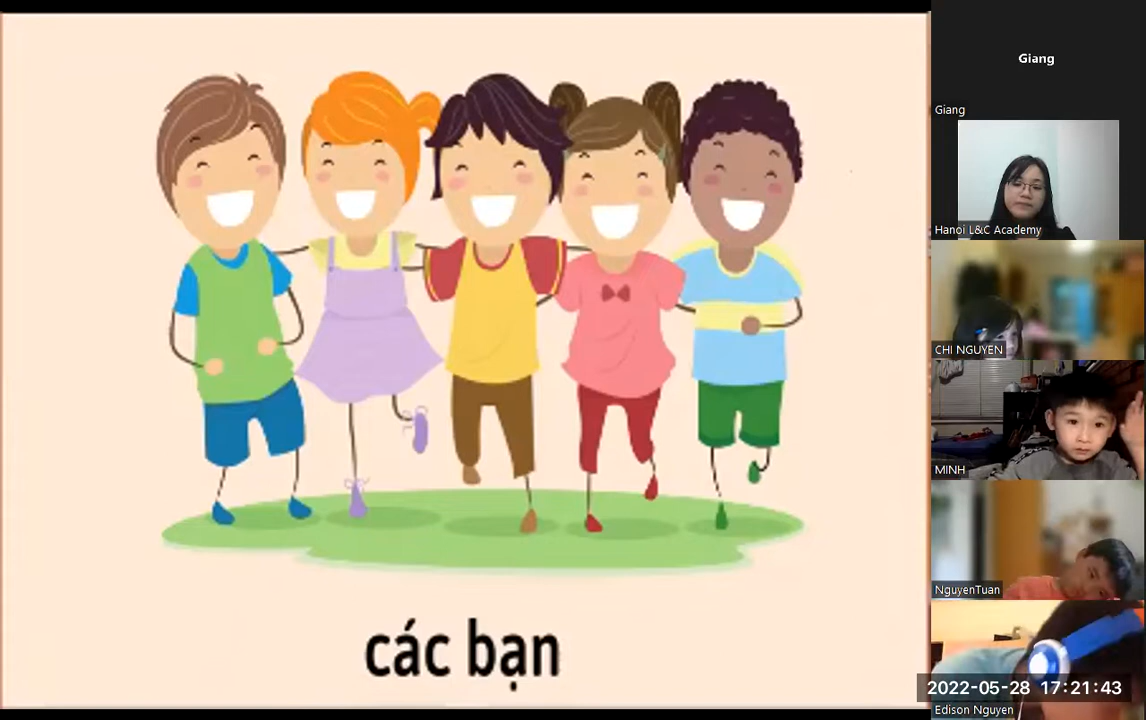 các bạn
Giang
Giang
Hanoi L&C Academy
CHI NGUYEN
MINH
NguyenTuan
2022-05-28 17:21:43
Edison Nguyen